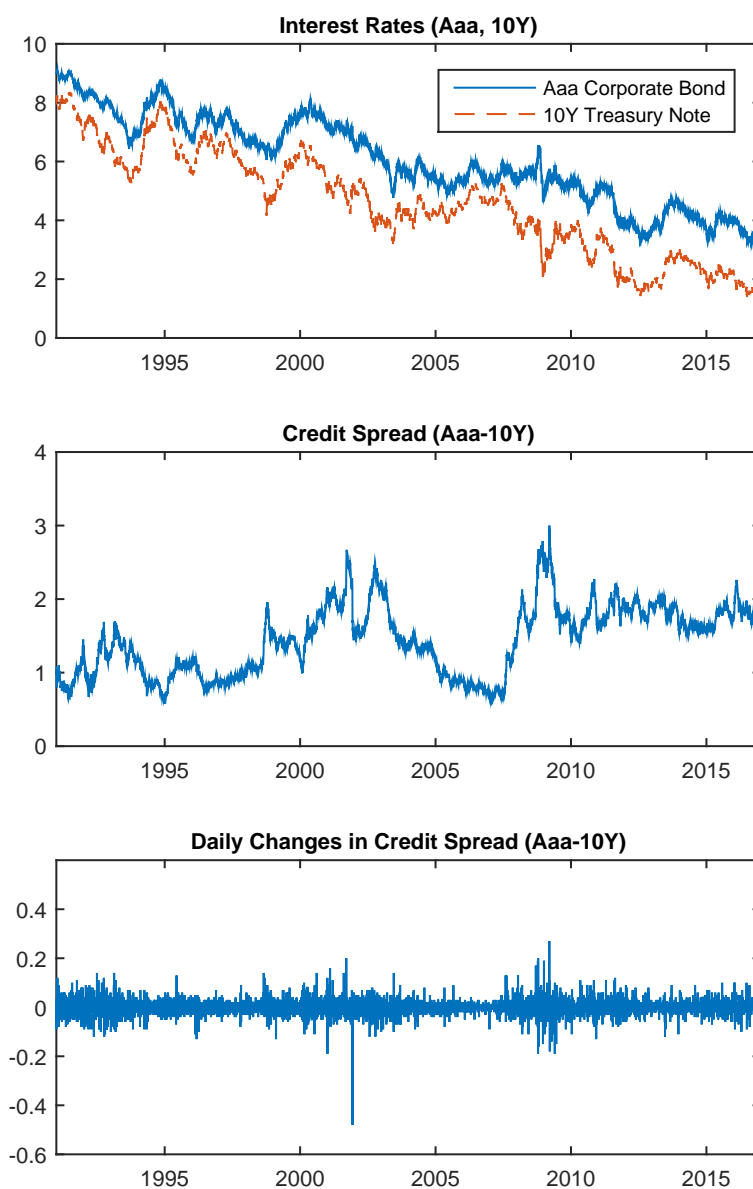 Interest Rates (Aaa, 10Y)
10
8
6
4
2
0
Aaa Corporate Bond
10Y Treasury Note
1995 2000 2005 2010 2015
Credit Spread (Aaa-10Y)
4
3
2
1
0
1995 2000 2005 2010 2015
Daily Changes in Credit Spread (Aaa-10Y)
0.4
0.2
0
-0.2
-0.4
-0.6
1995 2000 2005 2010 2015